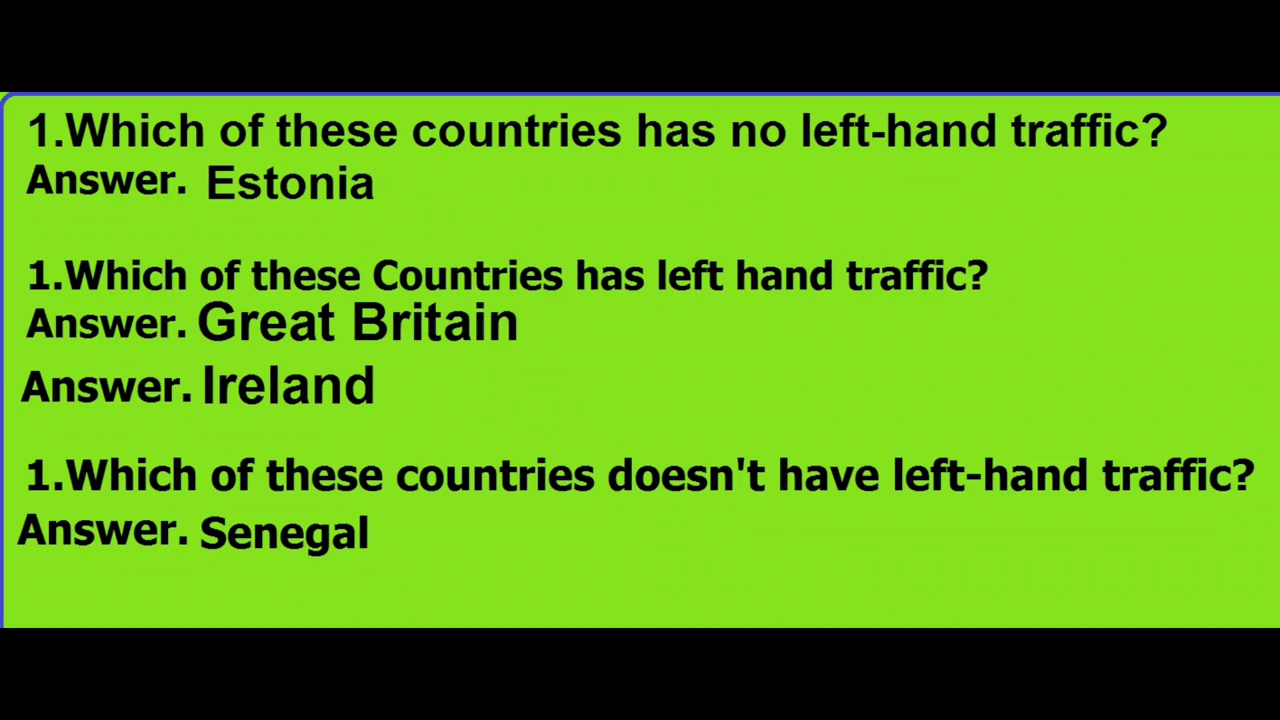 1.Which of these countries has no left-hand traffic?
Answer. Estonia
1.Which of these Countries has left hand traffic?
Answer. Great Britain
Answer. Ireland
1.Which of these countries doesn't have left-hand traffic?
Answer. Senegal